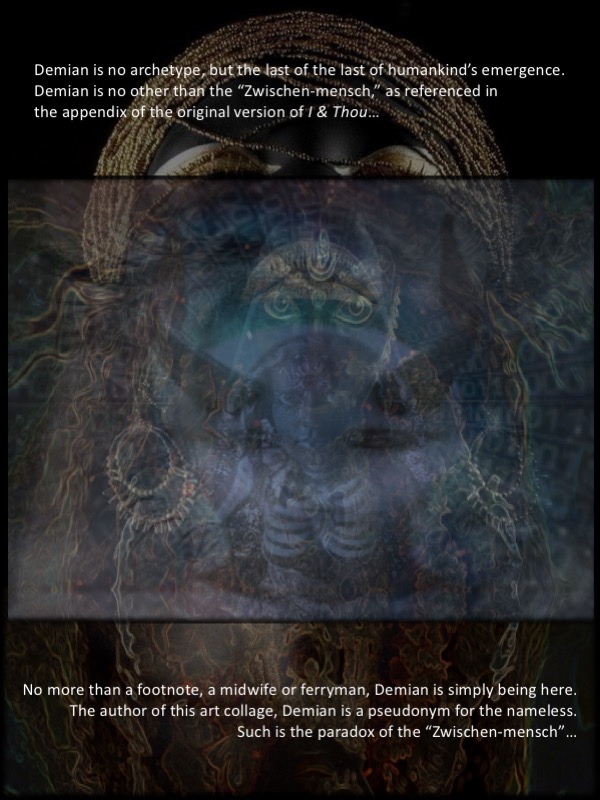 Demian is no archetype, but the last of the last of humankind's emergence.
Demian is no other than the “Zwischen-mensch,” as referenced in
the appendix of the original version of I & Thou…
No more than a footnote, a midwife or ferryman, Demian is simply being here.
The author of this art collage, Demian is a pseudonym for the nameless.
Such is the paradox of the “Zwischen-mensch”…